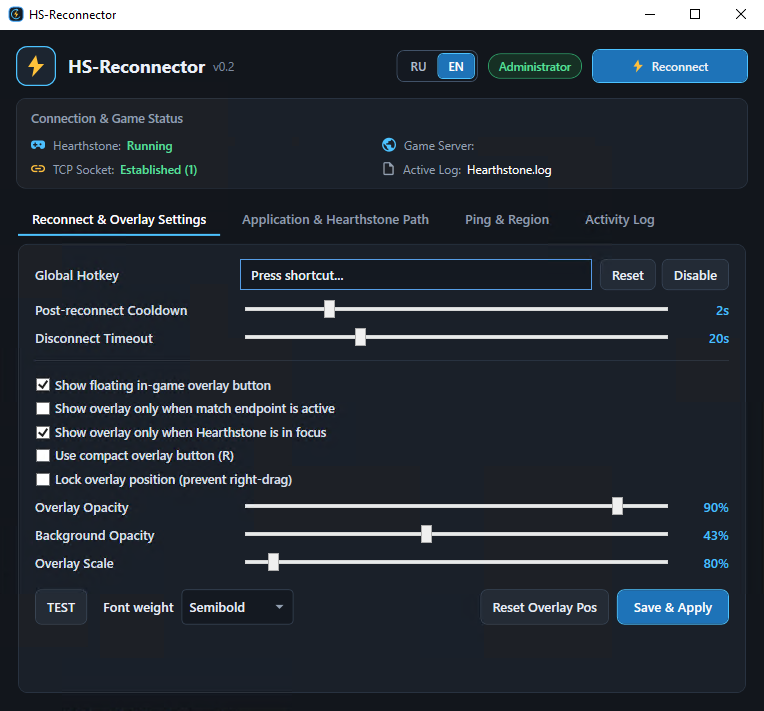 HS-Reconnector
HS-Reconnector v0.2 RU EN Administrator Reconnect
Connection & Game Status
Hearthstone: Running Game Server:
TCP Socket: Established (1) Active Log: Hearthstone.log
Reconnect & Overlay Settings Application & Hearthstone Path Ping & Region Activity Log
Global Hotkey Press shortcut... Reset Disable
Post-reconnect Cooldown 2s
Disconnect Timeout 20s
Show floating in-game overlay button
Show overlay only when match endpoint is active
Show overlay only when Hearthstone is in focus
Use compact overlay button (R)
Lock overlay position (prevent right-drag)
Overlay Opacity 90%
Background Opacity 43%
Overlay Scale 80%
TEST Font weight Semibold Reset Overlay Pos Save & Apply